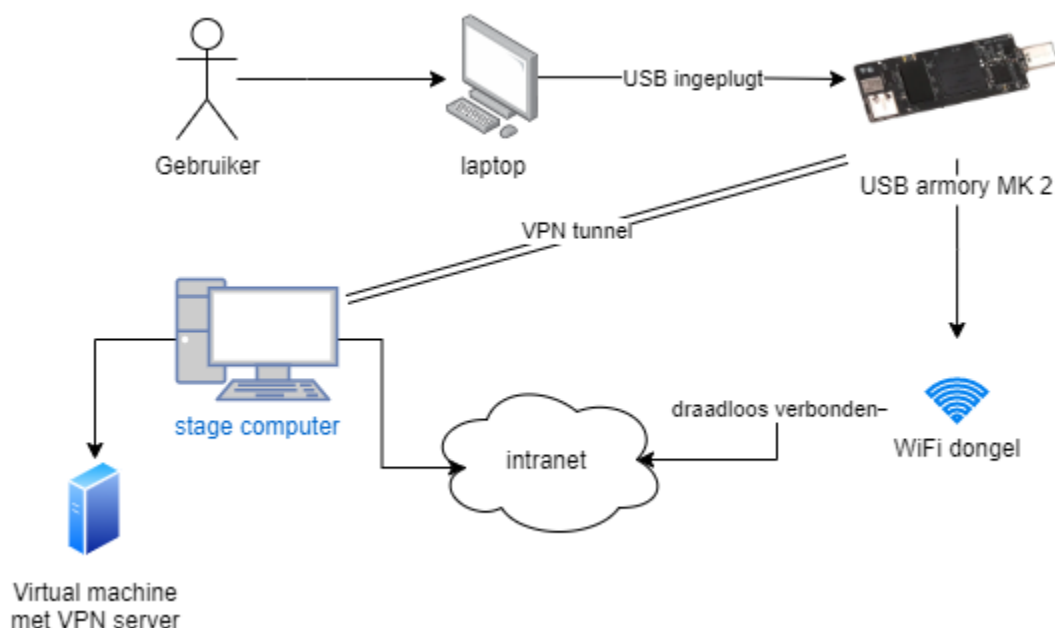 USB ingeplugt
Gebruiker
laptop
USB armory MK 2
VPN tunnel
stage computer
draadloos verbonden
intranet
WiFi dongel
Virtual machine
met VPN server